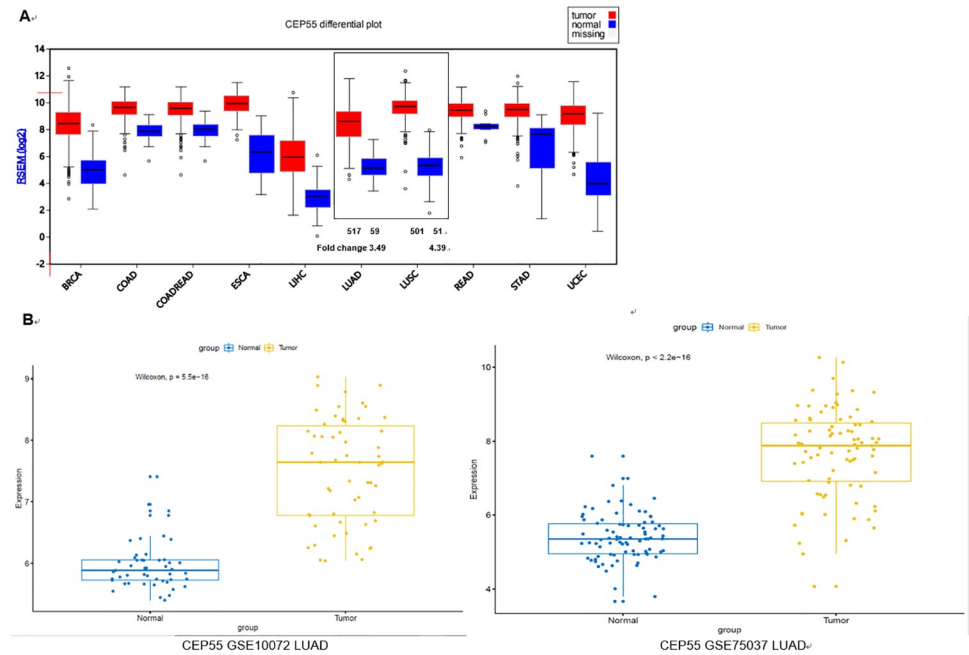 A
CEP55 differential plot
tumor
normal
missing
14
12
10
8
6
4
2
0
-2
RSEM (log2)
517 59 501 51
Fold change 3.49 4.39
BRCA COAD COADREAD ESCA LIHC LUAD LUSC READ STAD UCEC
B
group Normal Tumor
Wilcoxon, p = 5.5e-16
9
8
7
6
Expression
Normal Tumor
group
CEP55 GSE10072 LUAD
group Normal Tumor
Wilcoxon, p < 2.2e-16
10
8
6
4
Expression
Normal Tumor
group
CEP55 GSE75037 LUAD